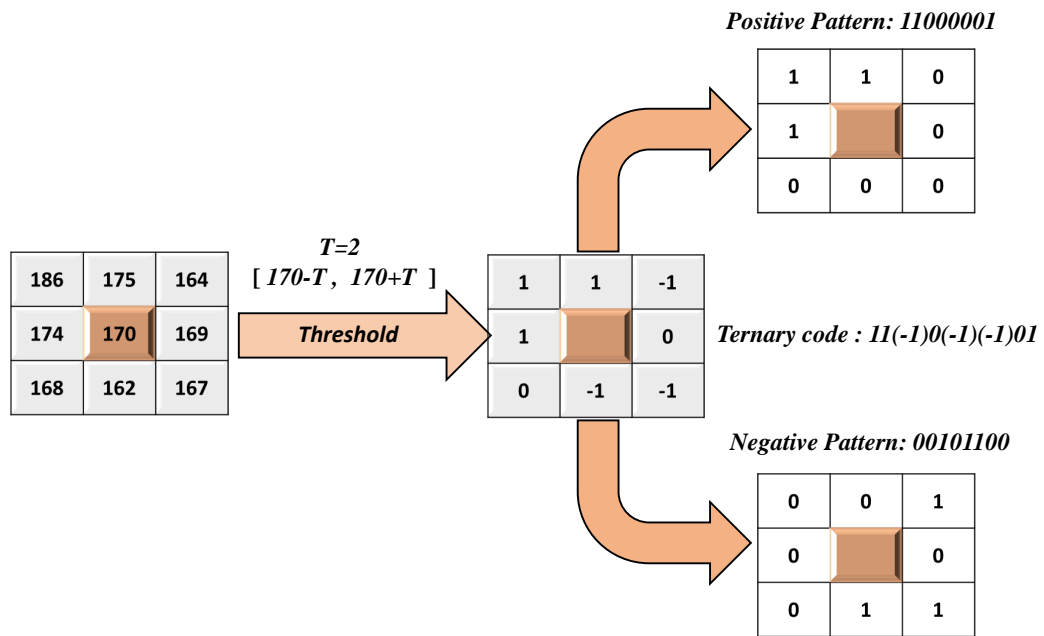 Positive Pattern: 11000001
1 1 0
1 0
0 0 0
T=2
[ 170-T , 170+T ]
186 175 164
174 170 169
168 162 167
Threshold
1 1 -1
1 0
0 -1 -1
Ternary code : 11(-1)0(-1)(-1)01
Negative Pattern: 00101100
0 0 1
0 0
0 1 1